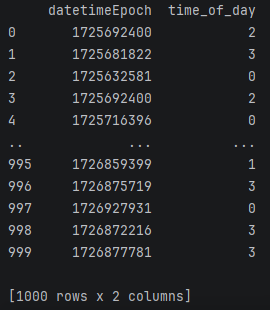 datetimeEpoch time_of_day
0 1725692400 2
1 1725681822 3
2 1725632581 0
3 1725692400 2
4 1725716396 0
.. ... ...
995 1726859399 1
996 1726875719 3
997 1726927931 0
998 1726872216 3
999 1726877781 3
[1000 rows x 2 columns]